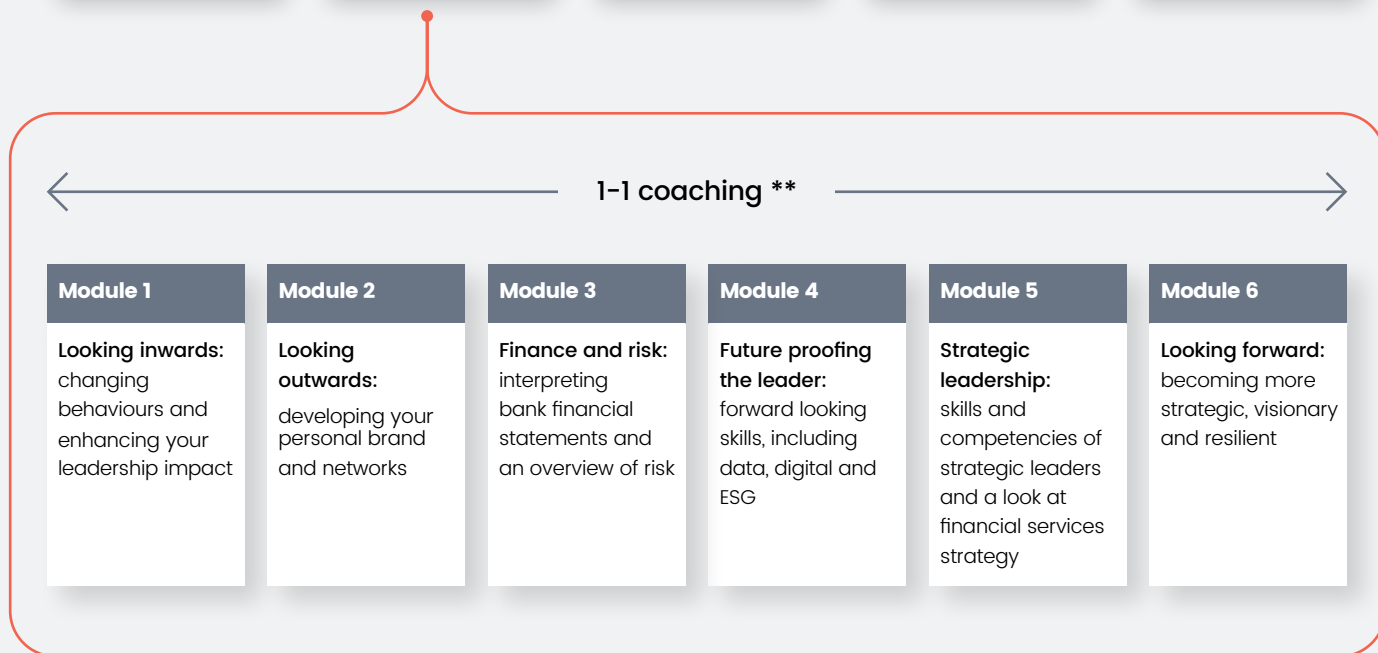 1-1 coaching **
Module 1
Looking inwards:
changing
behaviours and
enhancing your
leadership impact
Module 2
Looking
outwards:
developing your
personal brand
and networks
Module 3
Finance and risk:
interpreting
bank financial
statements and
an overview of risk
Module 4
Future proofing
the leader:
forward looking
skills, including
data, digital and
ESG
Module 5
Strategic
leadership:
skills and
competencies of
strategic leaders
and a look at
financial services
strategy
Module 6
Looking forward:
becoming more
strategic, visionary
and resilient